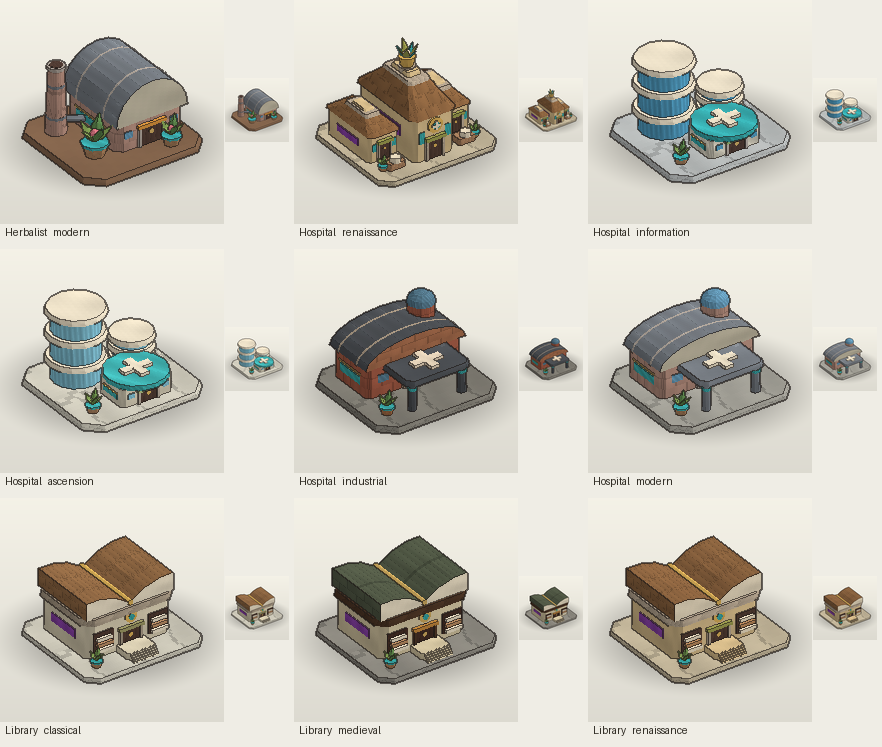 Herbalist modern
Hospital renaissance
Hospital information
Hospital ascension
Hospital industrial
Hospital modern
Library classical
Library medieval
Library renaissance